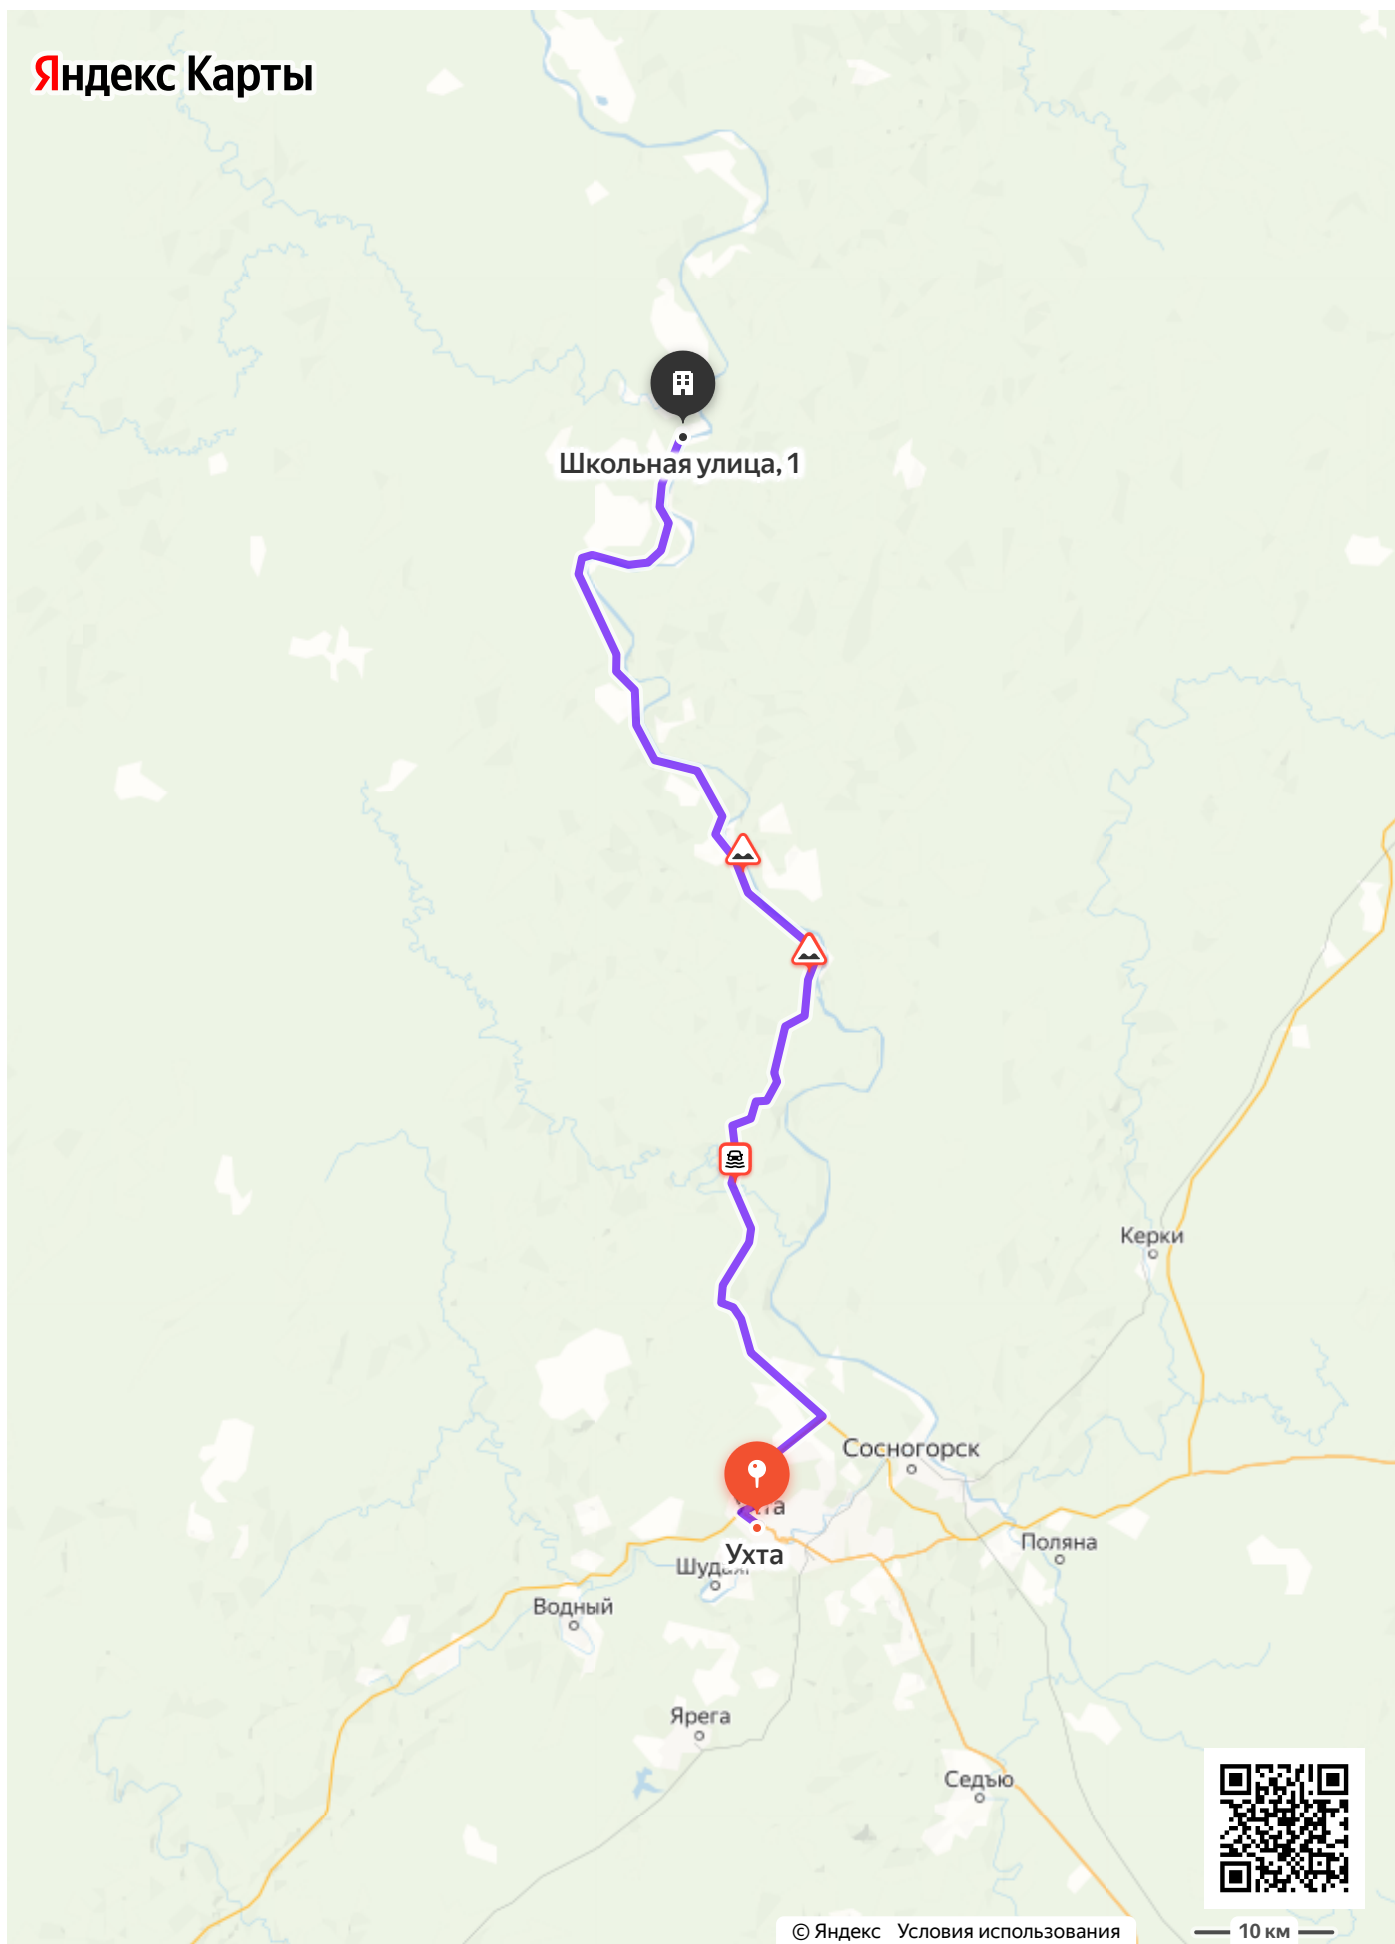 Яндекс Карты
Школьная улица, 1
Керки
Сосногорск
Ухта
Поляна
Водный
Ярега
Седъю
© Яндекс Условия использования
10 км